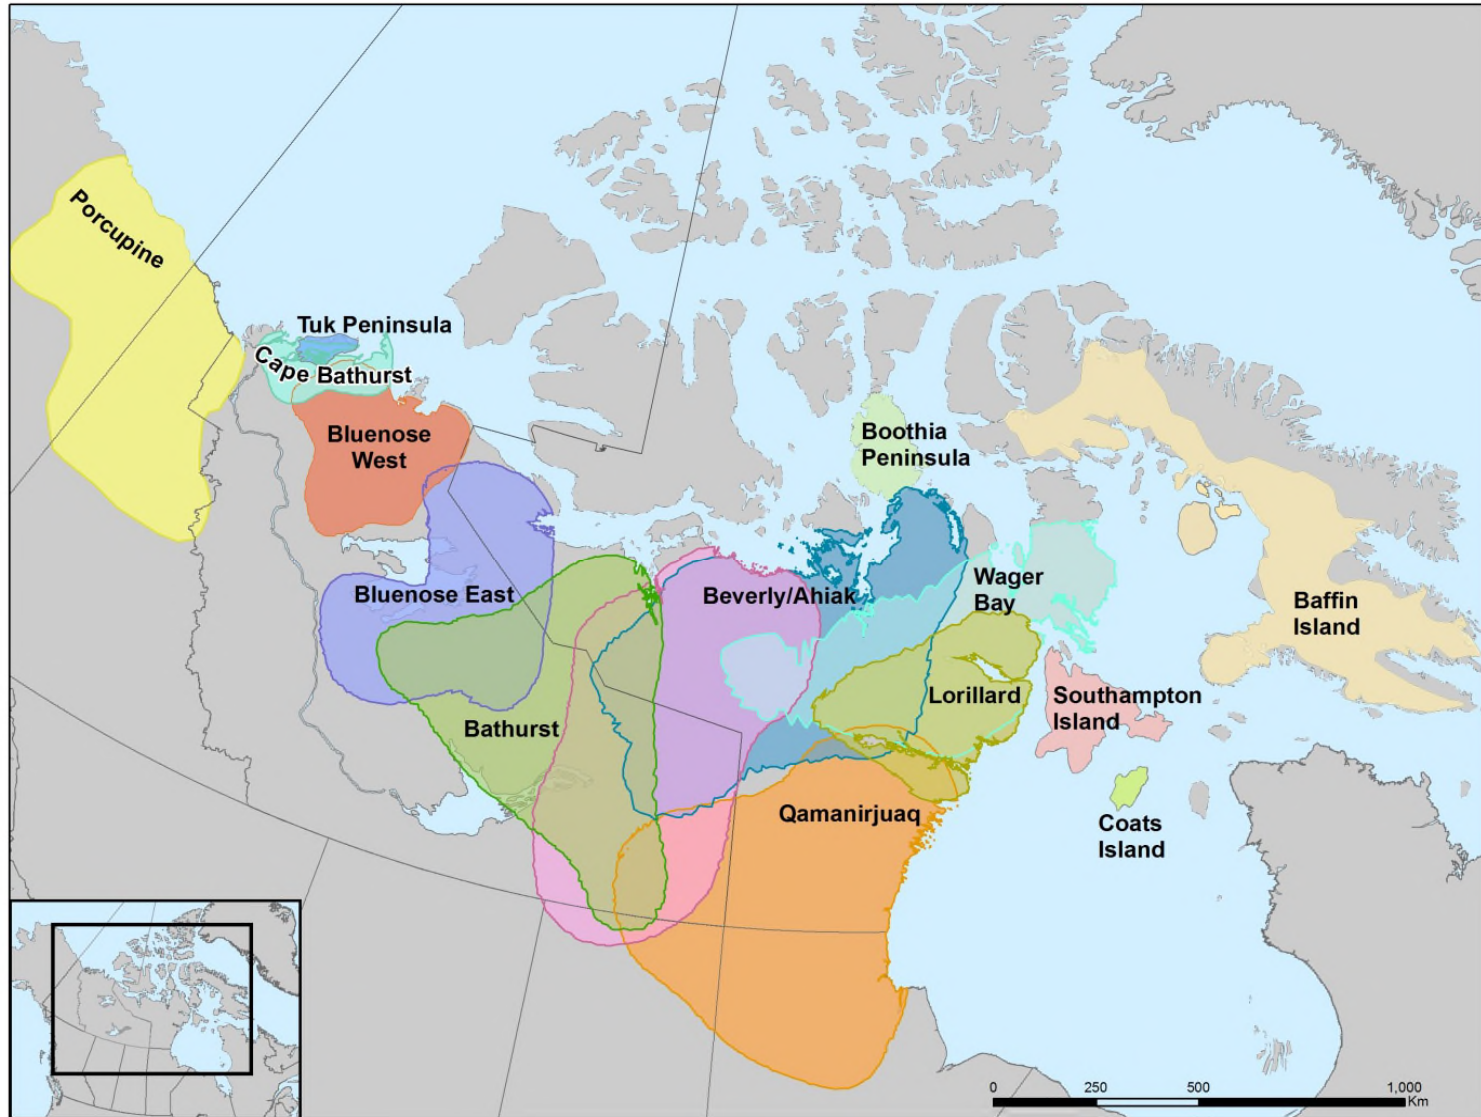 Porcupine
Tuk Peninsula
Cape Bathurst
Bluenose
West
Boothia
Peninsula
Bluenose East
Beverly/Ahiak
Wager
Bay
Baffin
Island
Bathurst
Lorillard
Southampton
Island
Qamanirjuaq
Coats
Island
0 250 500 1,000
Km